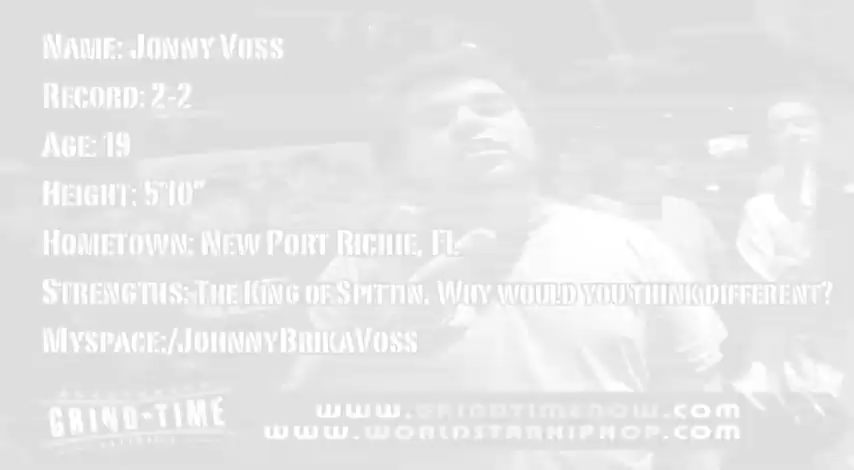 Name: Jonny Voss
Record: 2-2
Age: 19
Height: 5'10"
Hometown: New Port Richie, FL
Strengths: The King of Spittin. Why would you think different?
Myspace:/JohnnyBrikaVoss
GRIND-TIME
www.grindtimenow.com
www.worldstarhiphop.com